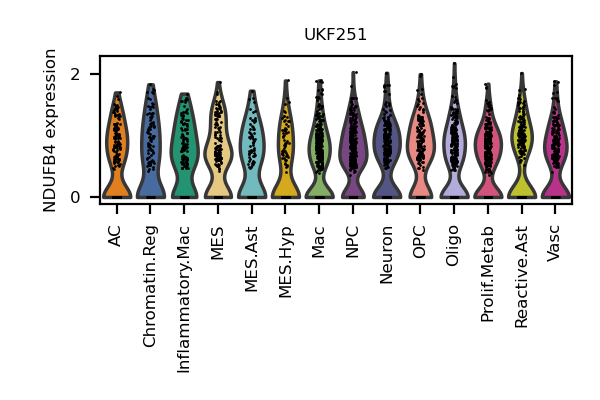 UKF251
NDUFB4 expression
2
0
AC
Chromatin.Reg
Inflammatory.Mac
MES
MES.Ast
MES.Hyp
Mac
NPC
Neuron
OPC
Oligo
Prolif.Metab
Reactive.Ast
Vasc